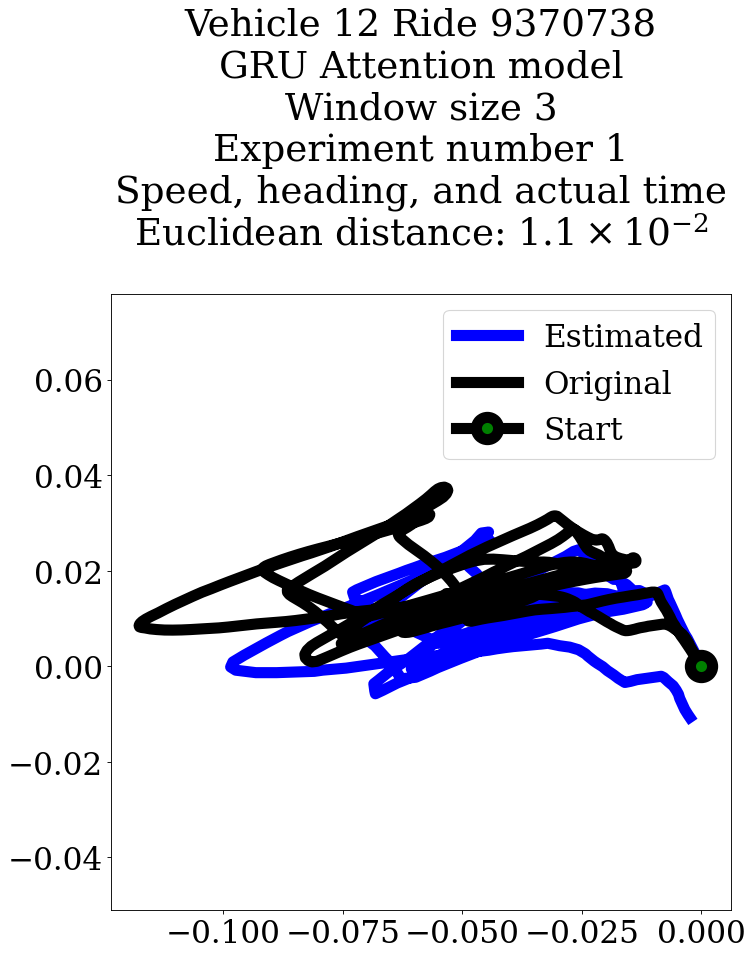 Vehicle 12 Ride 9370738
GRU Attention model
Window size 3
Experiment number 1
Speed, heading, and actual time
Euclidean distance: 1.1 × 10⁻²
Estimated
Original
Start
0.06
0.04
0.02
0.00
−0.02
−0.04
−0.100 −0.075 −0.050 −0.025 0.000